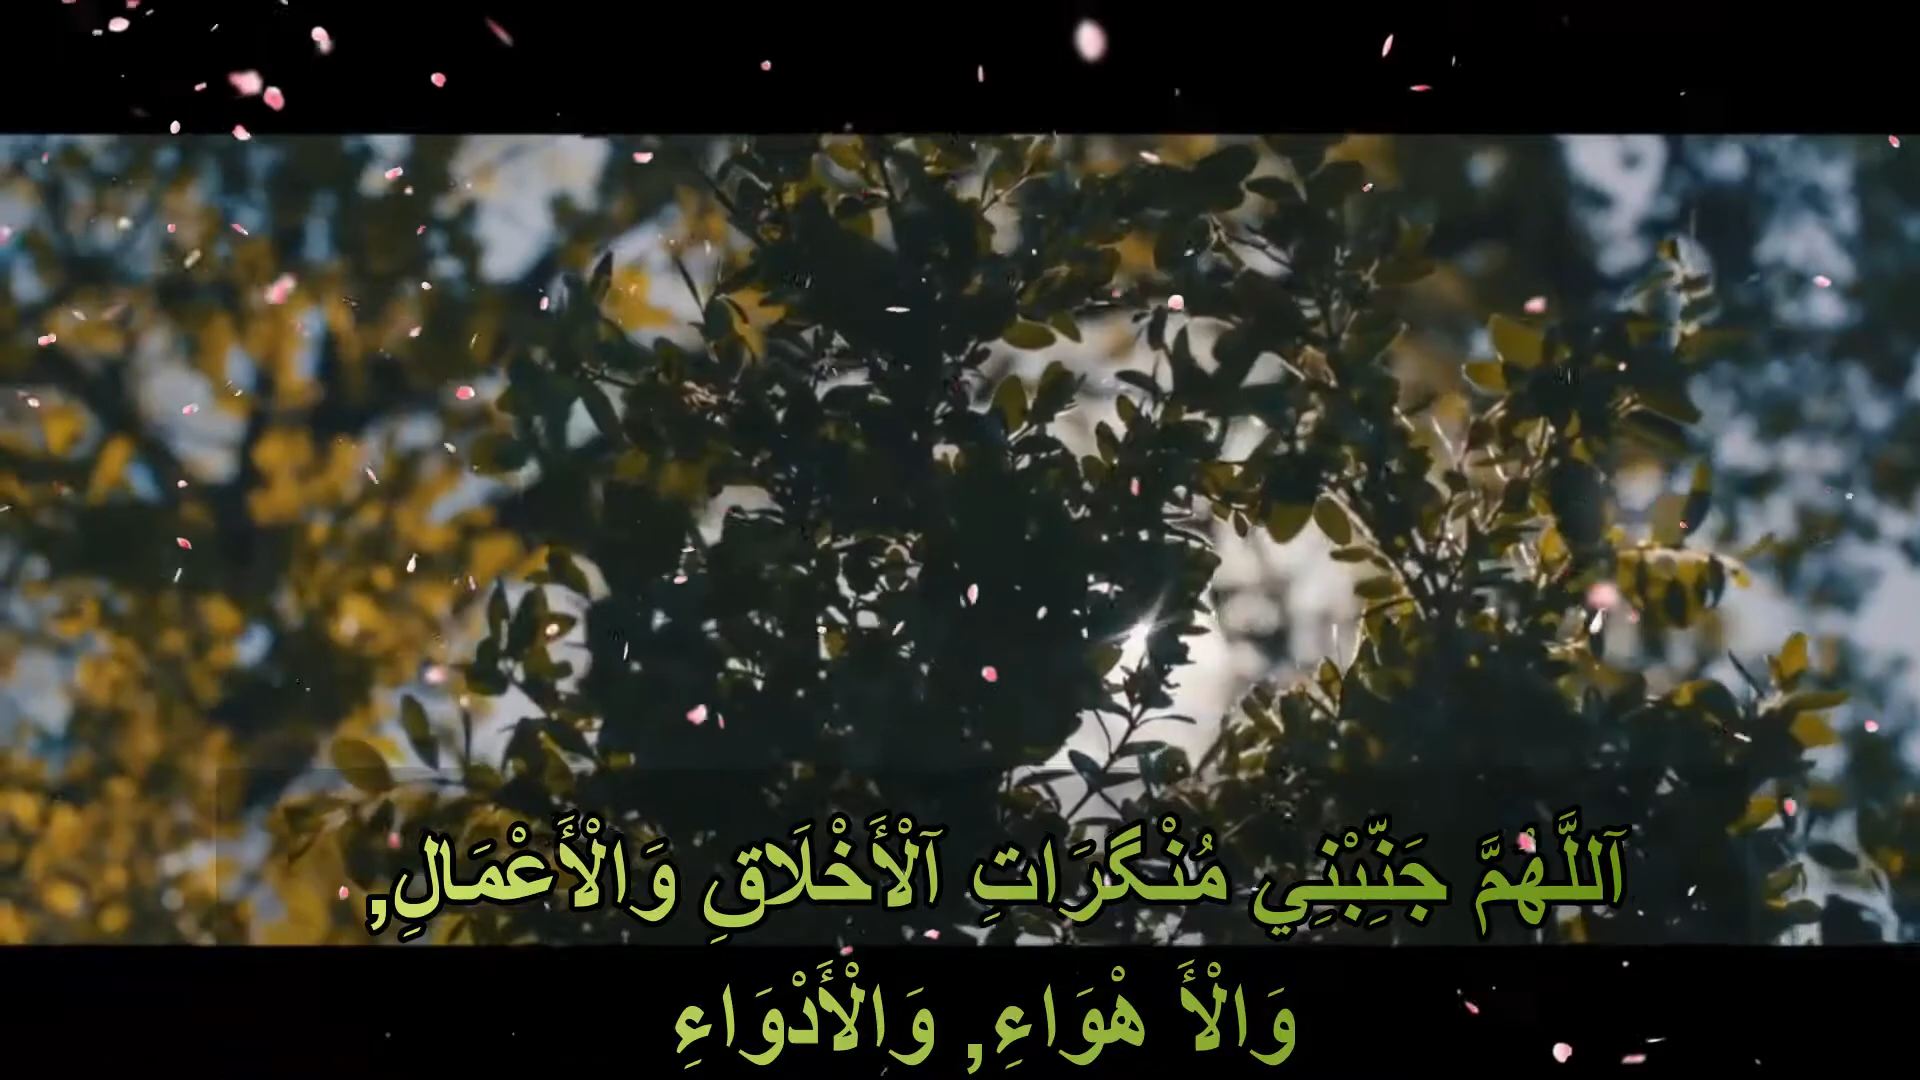 آللَّهُمَّ جَنِّبْنِي مُنْگَرَاتِ آلْأَخْلَاقِ وَالْأَعْمَالِ,
وَالْأَ هْوَاءِ, وَالْأَدْوَاءِ